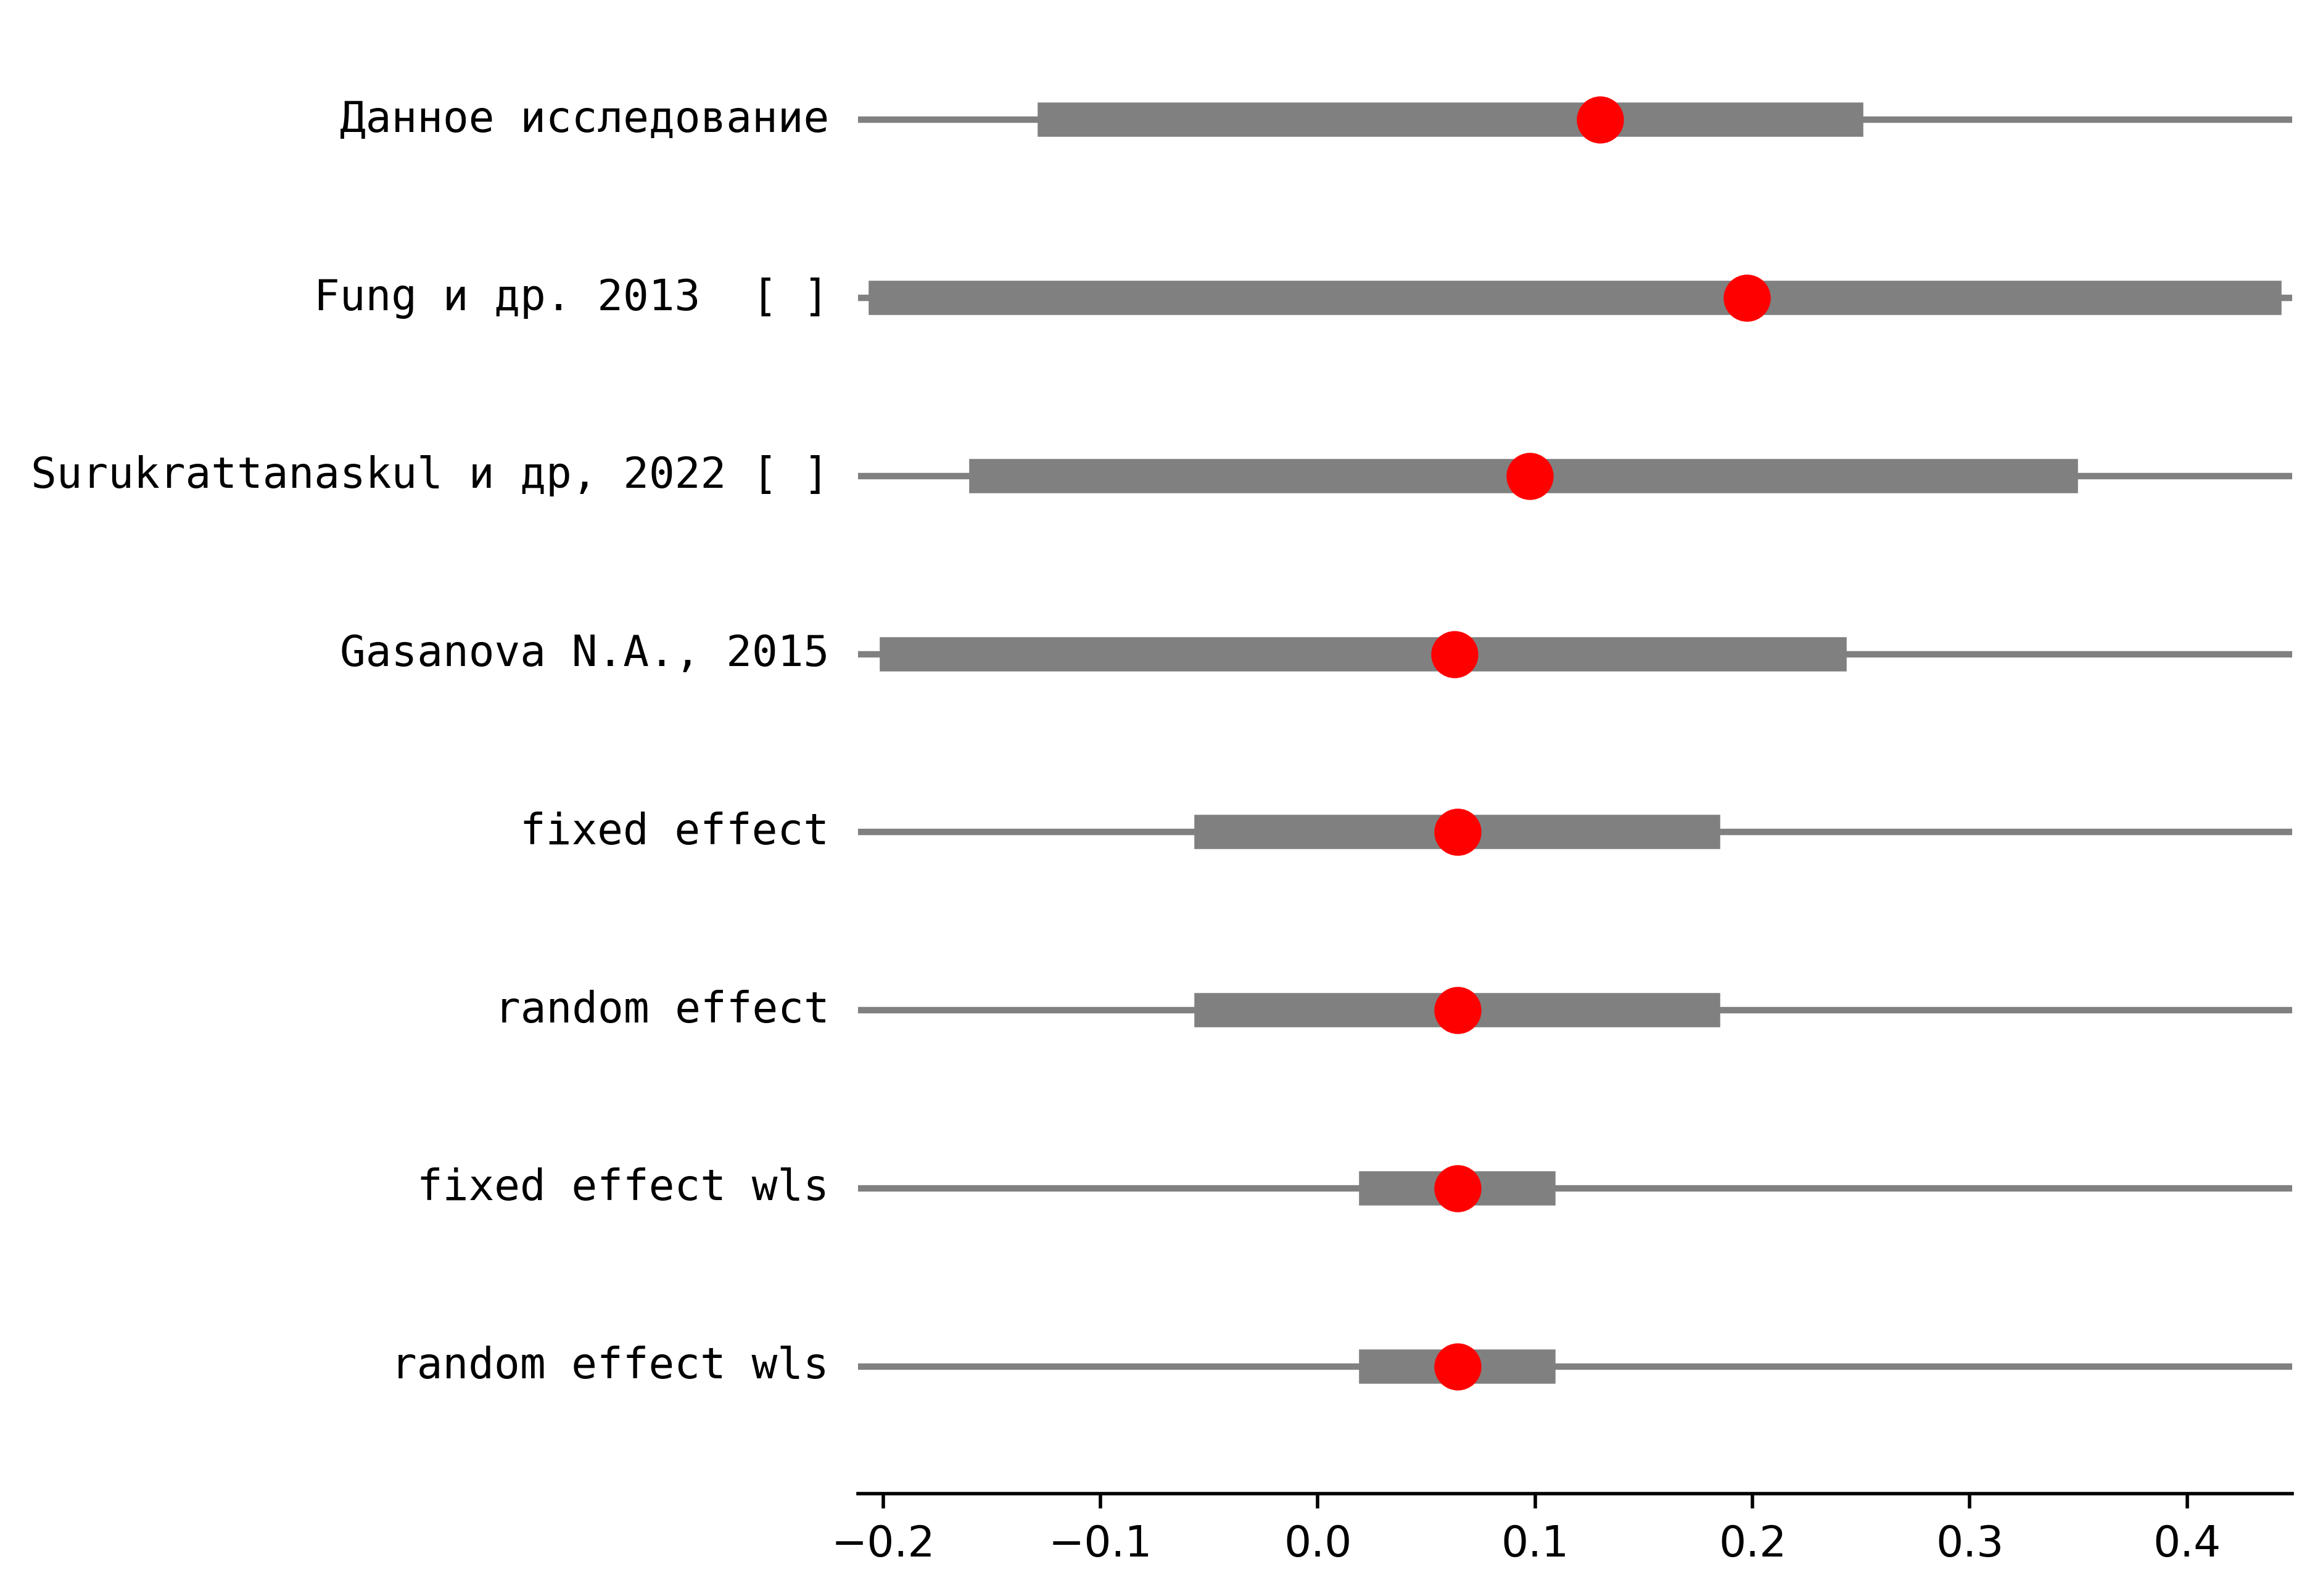 Данное исследование
Fung и др. 2013  [ ]
Surukrattanaskul и др, 2022 [ ]
Gasanova N.A., 2015
fixed effect
random effect
fixed effect wls
random effect wls
−0.2 −0.1 0.0 0.1 0.2 0.3 0.4